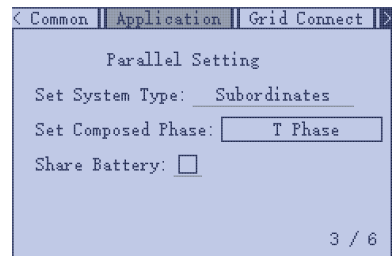 < Common Application Grid Connect >
Parallel Setting
Set System Type: Subordinates
Set Composed Phase: T Phase
Share Battery:
3 / 6